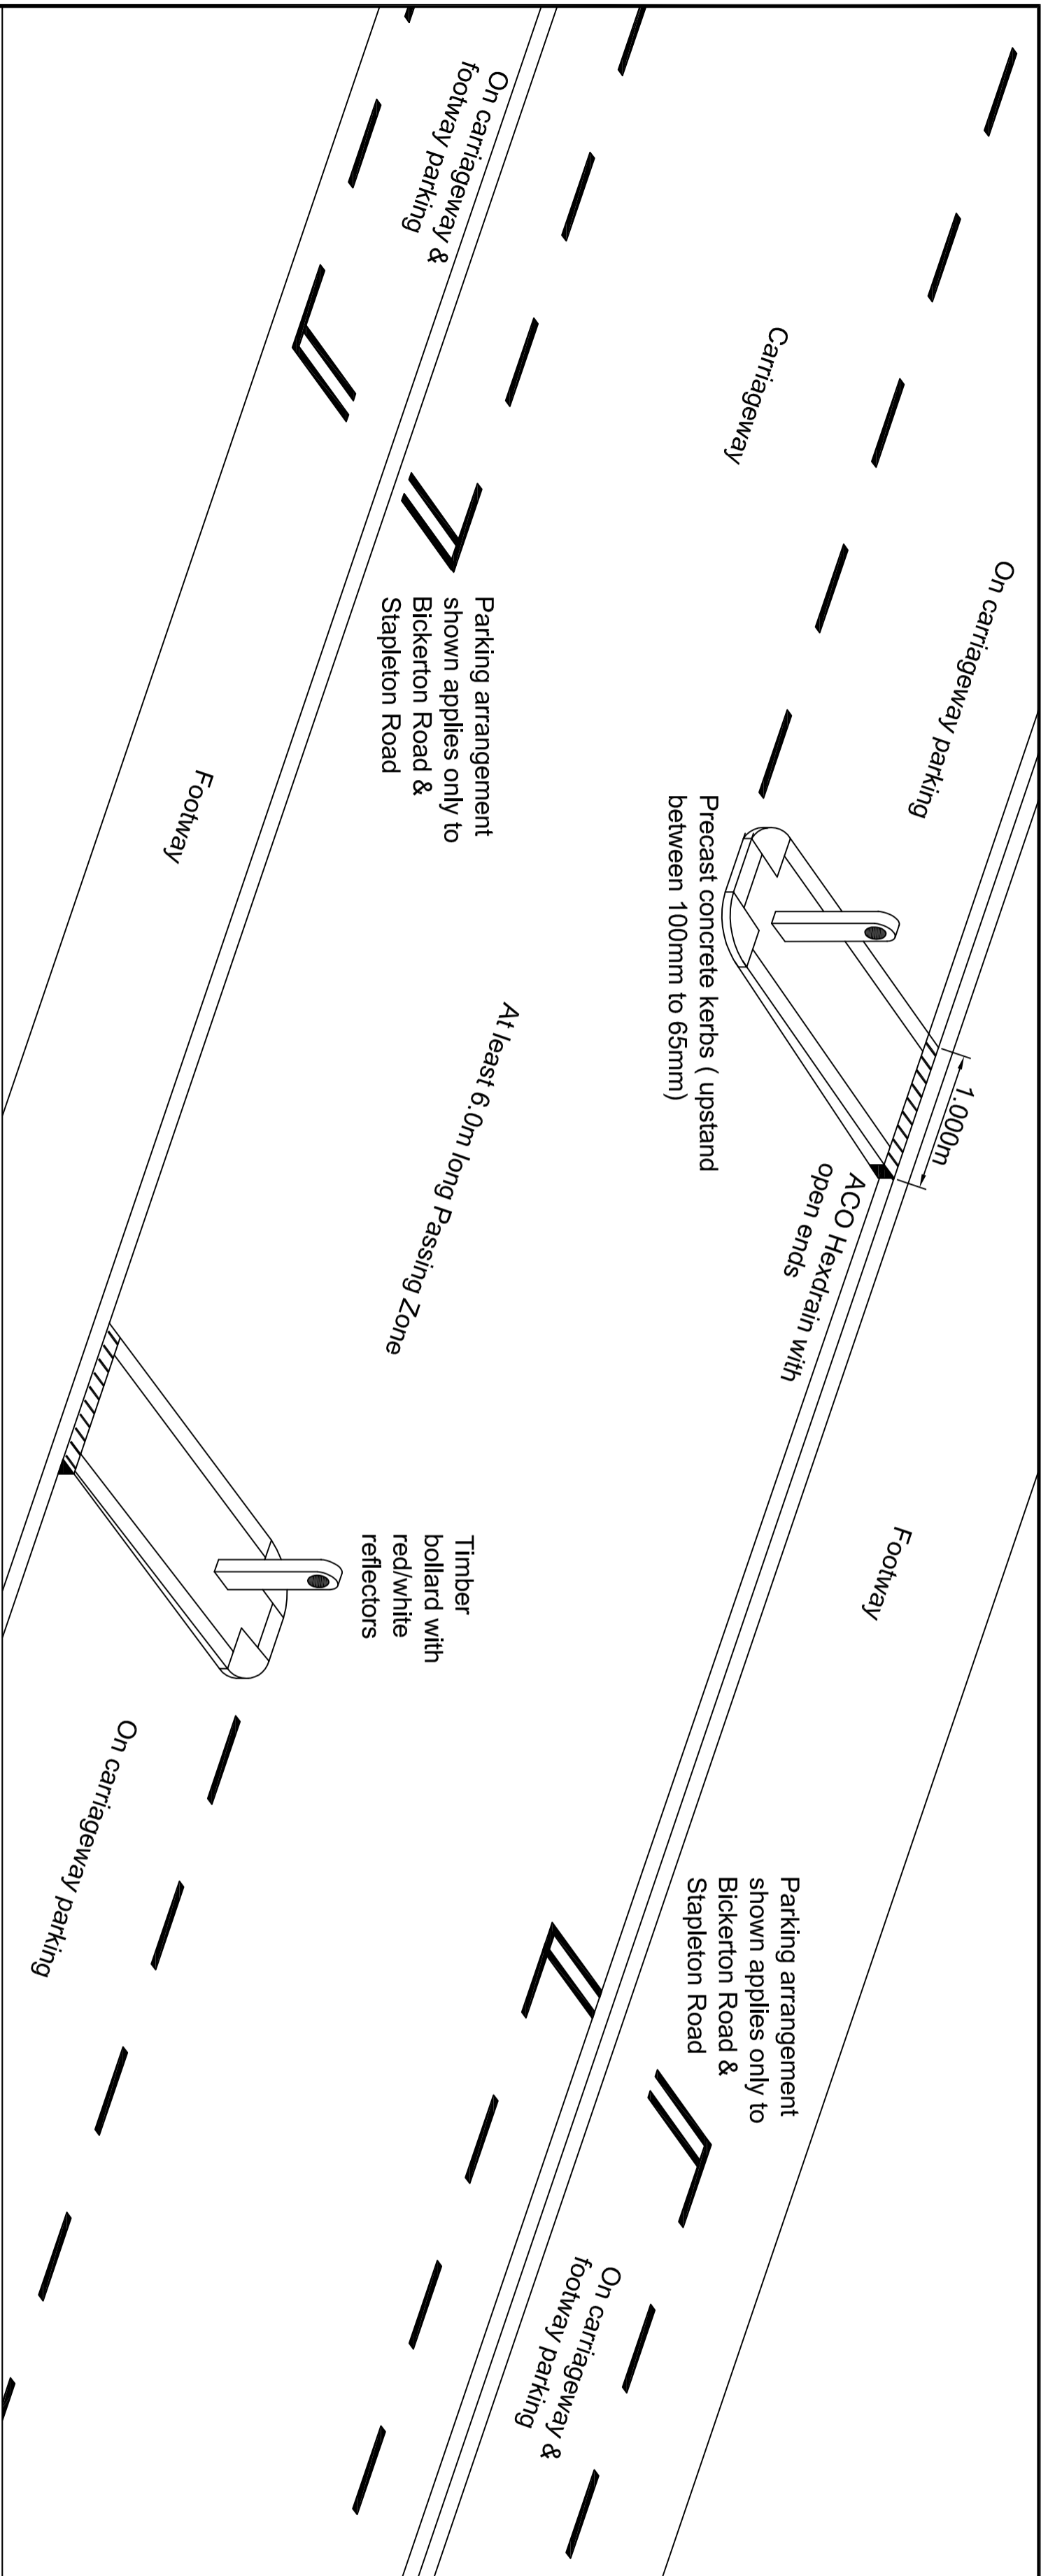 On carriageway &
footway parking
Carriageway
On carriageway parking
Parking arrangement
shown applies only to
Bickerton Road &
Stapleton Road
Footway
Precast concrete kerbs ( upstand
between 100mm to 65mm)
1.000m
ACO Hexdrain with
open ends
At least 6.0m long Passing Zone
Footway
Timber
bollard with
red/white
reflectors
On carriageway parking
Parking arrangement
shown applies only to
Bickerton Road &
Stapleton Road
On carriageway &
footway parking